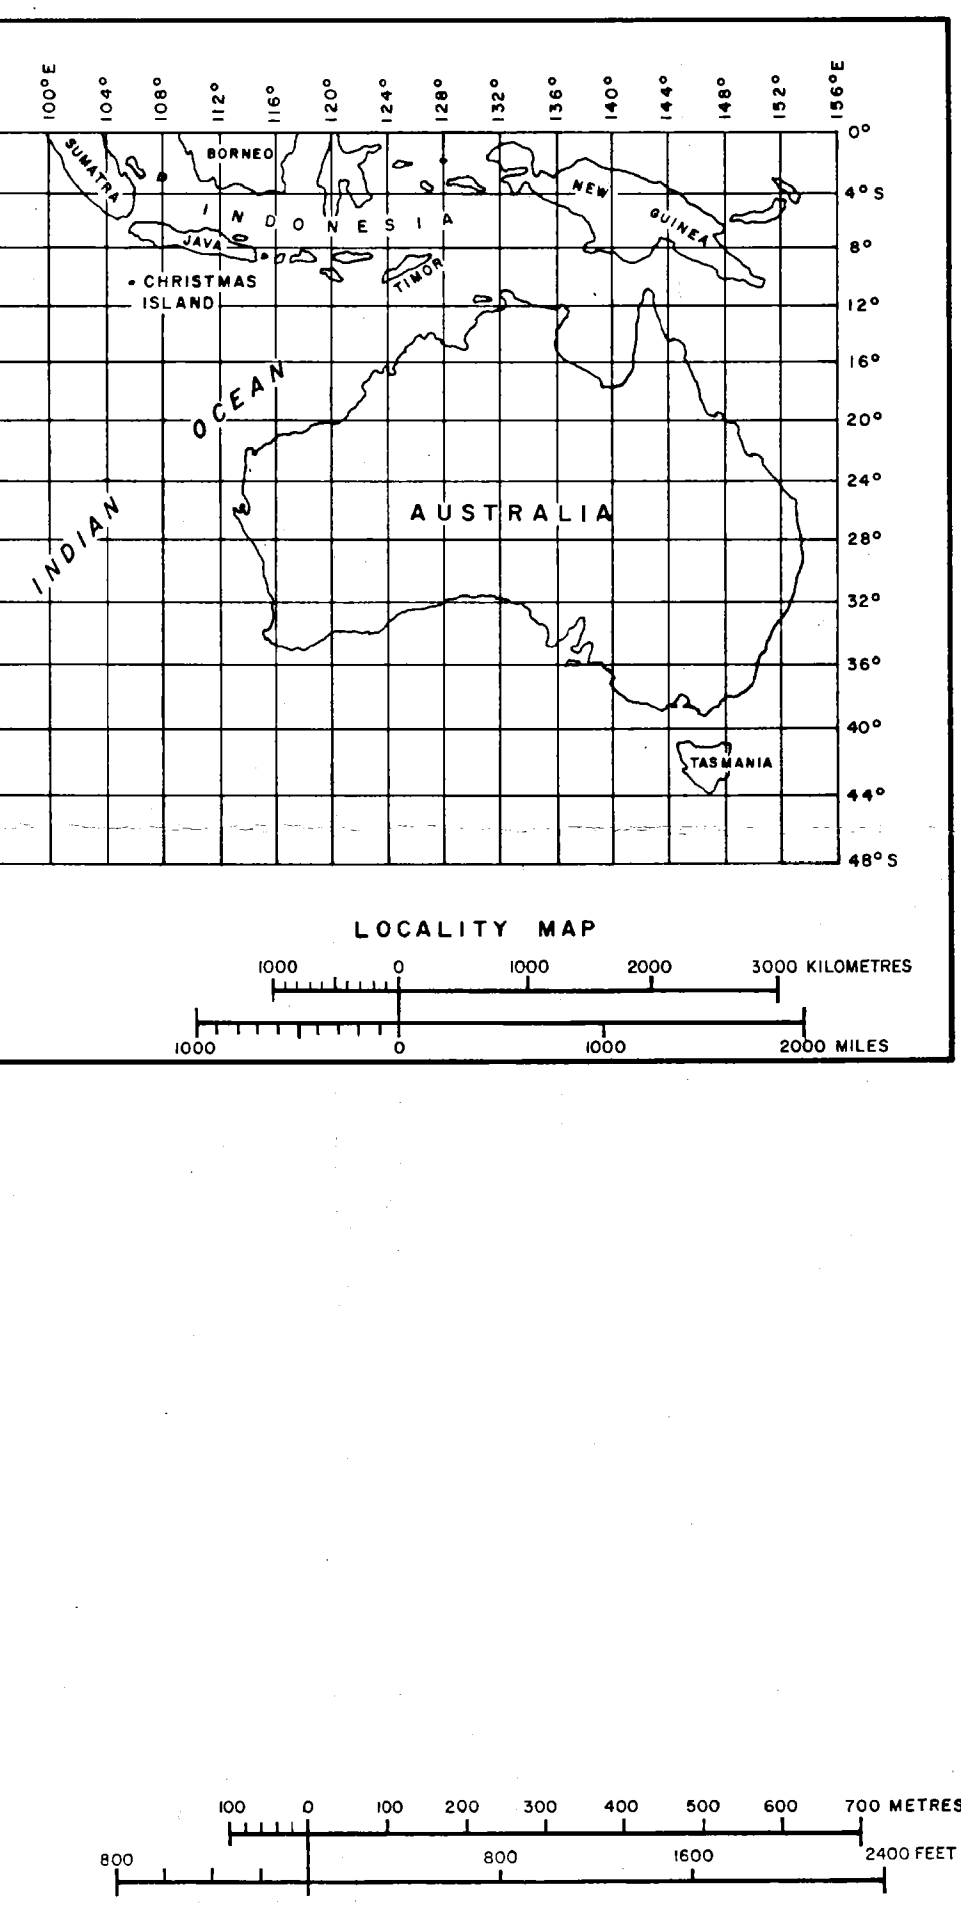 100°E 104° 108° 112° 116° 120° 124° 128° 132° 136° 140° 144° 148° 152° 156°E
0°
SUMATRA
BORNEO
4°S
NEW GUINEA
INDONESIA
JAVA
8°
TIMOR
CHRISTMAS
ISLAND
12°
16°
INDIAN OCEAN
20°
24°
AUSTRALIA
28°
32°
36°
40°
TASMANIA
44°
48°S
LOCALITY MAP
1000 0 1000 2000 3000 KILOMETRES
1000 0 1000 2000 MILES
100 0 100 200 300 400 500 600 700 METRES
800 800 1600 2400 FEET